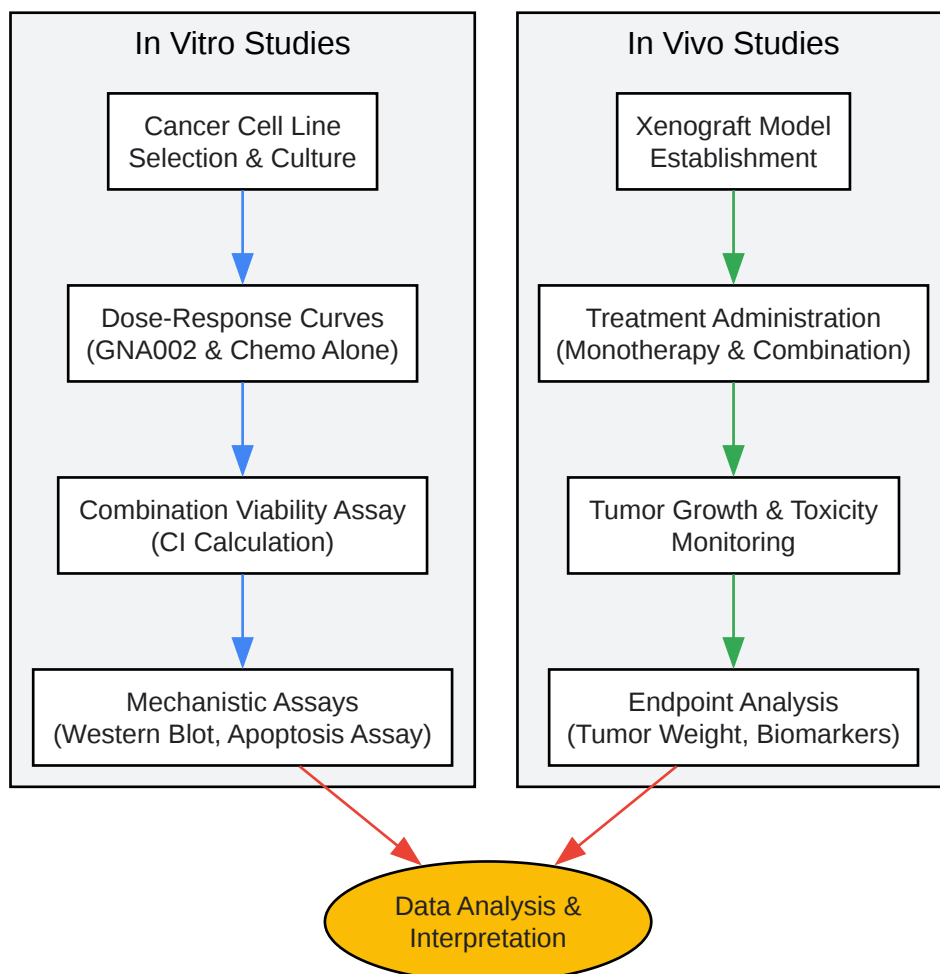 In Vitro Studies
Cancer Cell Line
Selection & Culture
Dose-Response Curves
(GNA002 & Chemo Alone)
Combination Viability Assay
(CI Calculation)
Mechanistic Assays
(Western Blot, Apoptosis Assay)
In Vivo Studies
Xenograft Model
Establishment
Treatment Administration
(Monotherapy & Combination)
Tumor Growth & Toxicity
Monitoring
Endpoint Analysis
(Tumor Weight, Biomarkers)
Data Analysis &
Interpretation